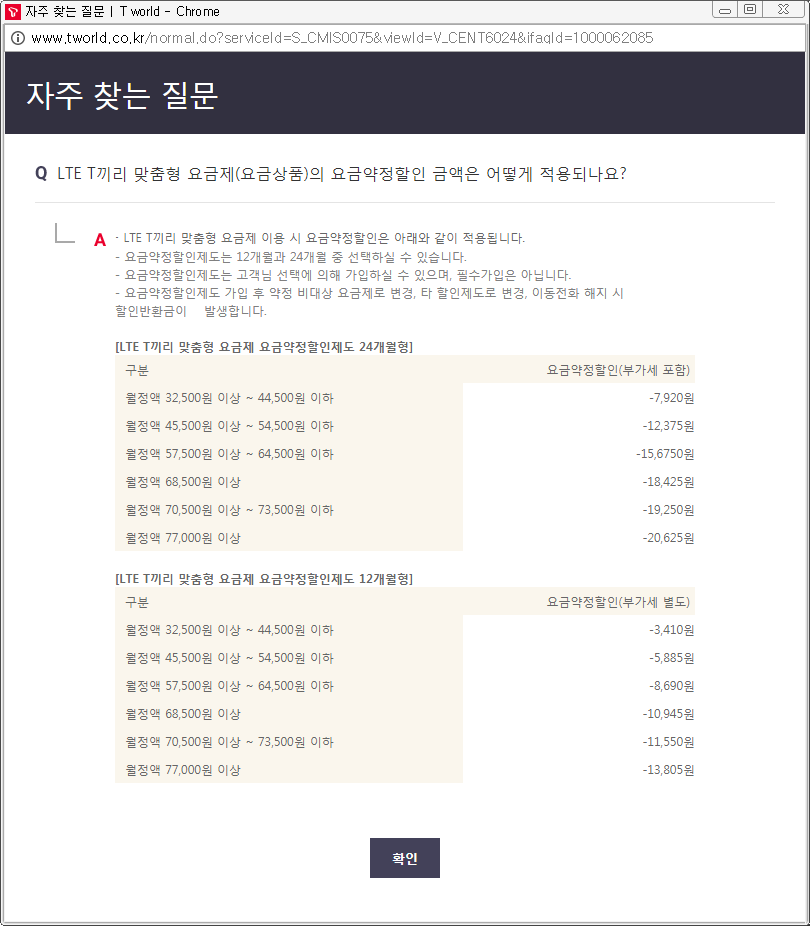 자주 찾는 질문 | T world - Chrome
www.tworld.co.kr/normal.do?serviceId=S_CMIS0075&viewId=V_CENT6024&ifaqId=1000062085
자주 찾는 질문
Q LTE T끼리 맞춤형 요금제(요금상품)의 요금약정할인 금액은 어떻게 적용되나요?
A - LTE T끼리 맞춤형 요금제 이용 시 요금약정할인은 아래와 같이 적용됩니다.
- 요금약정할인제도는 12개월과 24개월 중 선택하실 수 있습니다.
- 요금약정할인제도는 고객님 선택에 의해 가입하실 수 있으며, 필수가입은 아닙니다.
- 요금약정할인제도 가입 후 약정 비대상 요금제로 변경, 타 할인제도로 변경, 이동전화 해지 시
할인반환금이 발생합니다.
[LTE T끼리 맞춤형 요금제 요금약정할인제도 24개월형]
구분 요금약정할인(부가세 포함)
월정액 32,500원 이상 ~ 44,500원 이하 -7,920원
월정액 45,500원 이상 ~ 54,500원 이하 -12,375원
월정액 57,500원 이상 ~ 64,500원 이하 -15,6750원
월정액 68,500원 이상 -18,425원
월정액 70,500원 이상 ~ 73,500원 이하 -19,250원
월정액 77,000원 이상 -20,625원
[LTE T끼리 맞춤형 요금제 요금약정할인제도 12개월형]
구분 요금약정할인(부가세 별도)
월정액 32,500원 이상 ~ 44,500원 이하 -3,410원
월정액 45,500원 이상 ~ 54,500원 이하 -5,885원
월정액 57,500원 이상 ~ 64,500원 이하 -8,690원
월정액 68,500원 이상 -10,945원
월정액 70,500원 이상 ~ 73,500원 이하 -11,550원
월정액 77,000원 이상 -13,805원
확인